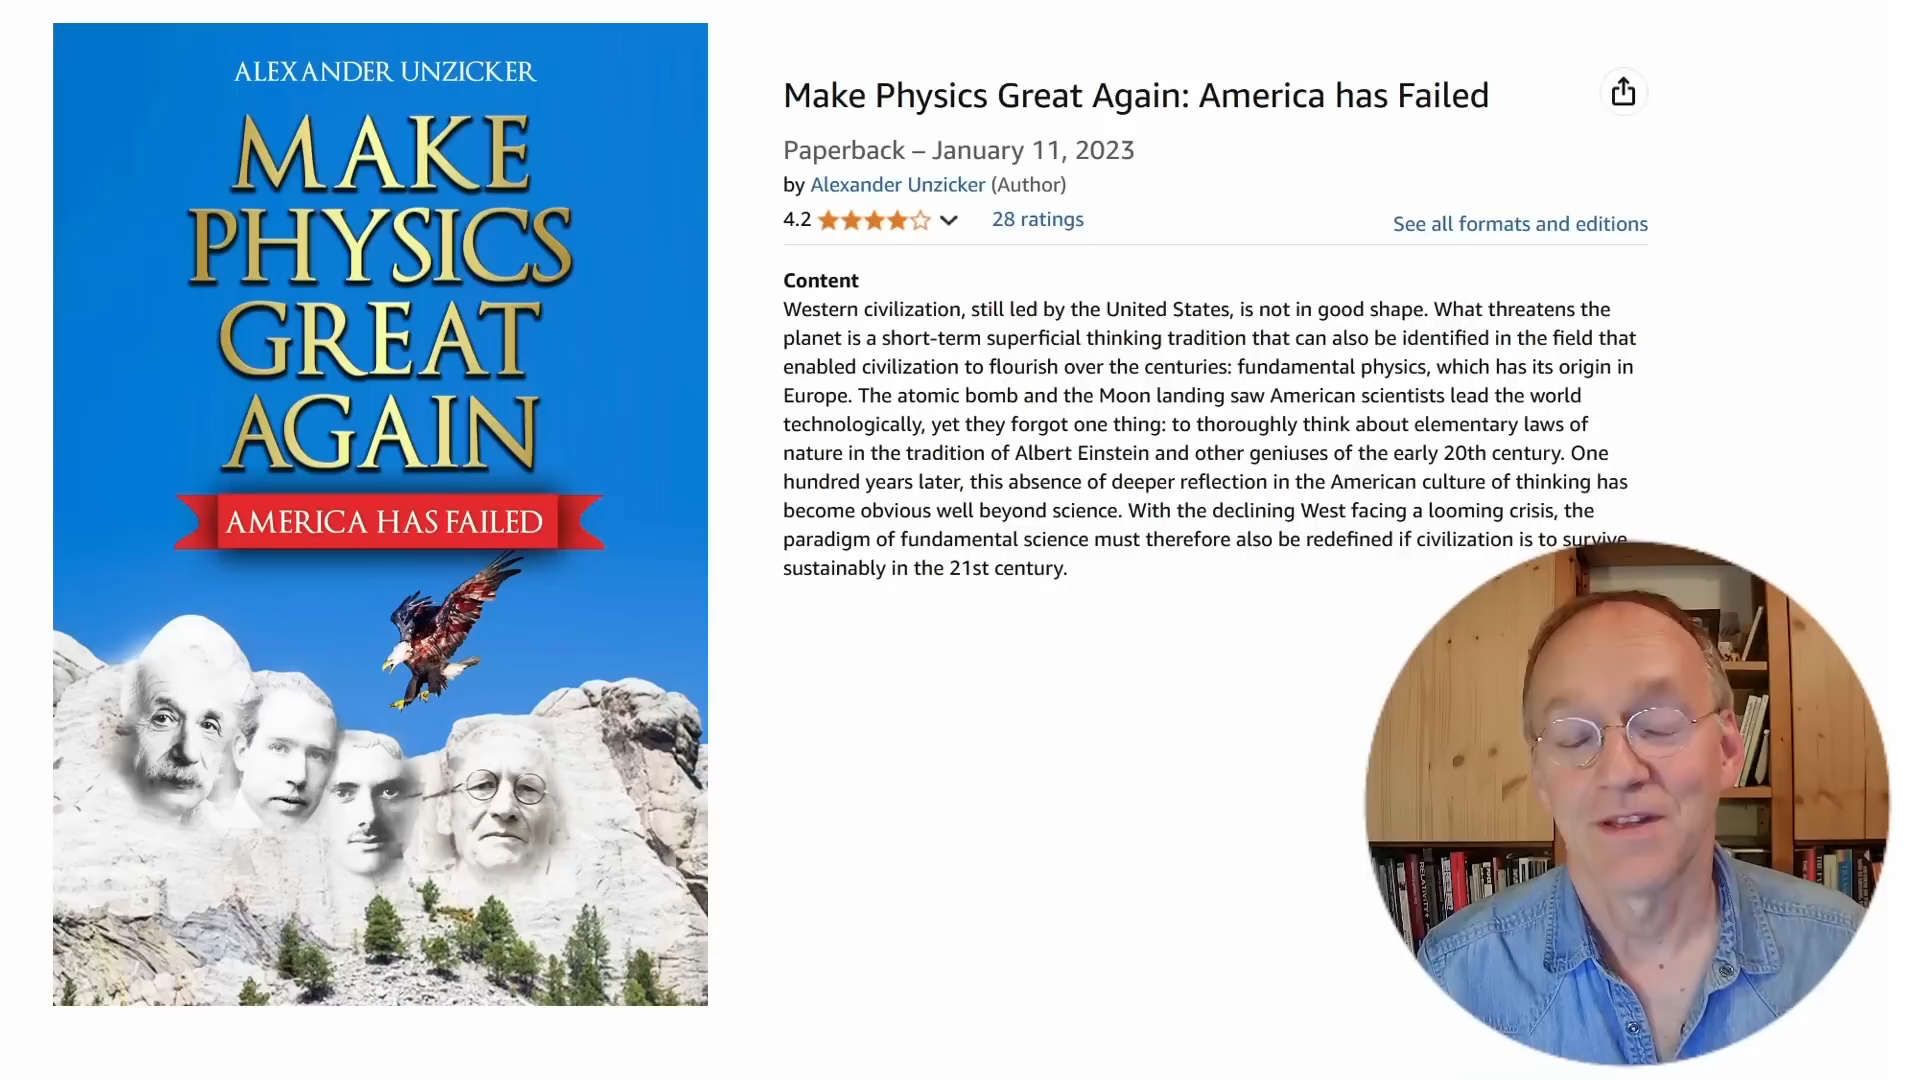 ALEXANDER UNZICKER
MAKE
PHYSICS
GREAT
AGAIN
AMERICA HAS FAILED
Make Physics Great Again: America has Failed
Paperback – January 11, 2023
by Alexander Unzicker (Author)
4.2
28 ratings
See all formats and editions
Content
Western civilization, still led by the United States, is not in good shape. What threatens the
planet is a short-term superficial thinking tradition that can also be identified in the field that
enabled civilization to flourish over the centuries: fundamental physics, which has its origin in
Europe. The atomic bomb and the Moon landing saw American scientists lead the world
technologically, yet they forgot one thing: to thoroughly think about elementary laws of
nature in the tradition of Albert Einstein and other geniuses of the early 20th century. One
hundred years later, this absence of deeper reflection in the American culture of thinking has
become obvious well beyond science. With the declining West facing a looming crisis, the
paradigm of fundamental science must therefore also be redefined if civilization is to survive
sustainably in the 21st century.
RELATIVITY